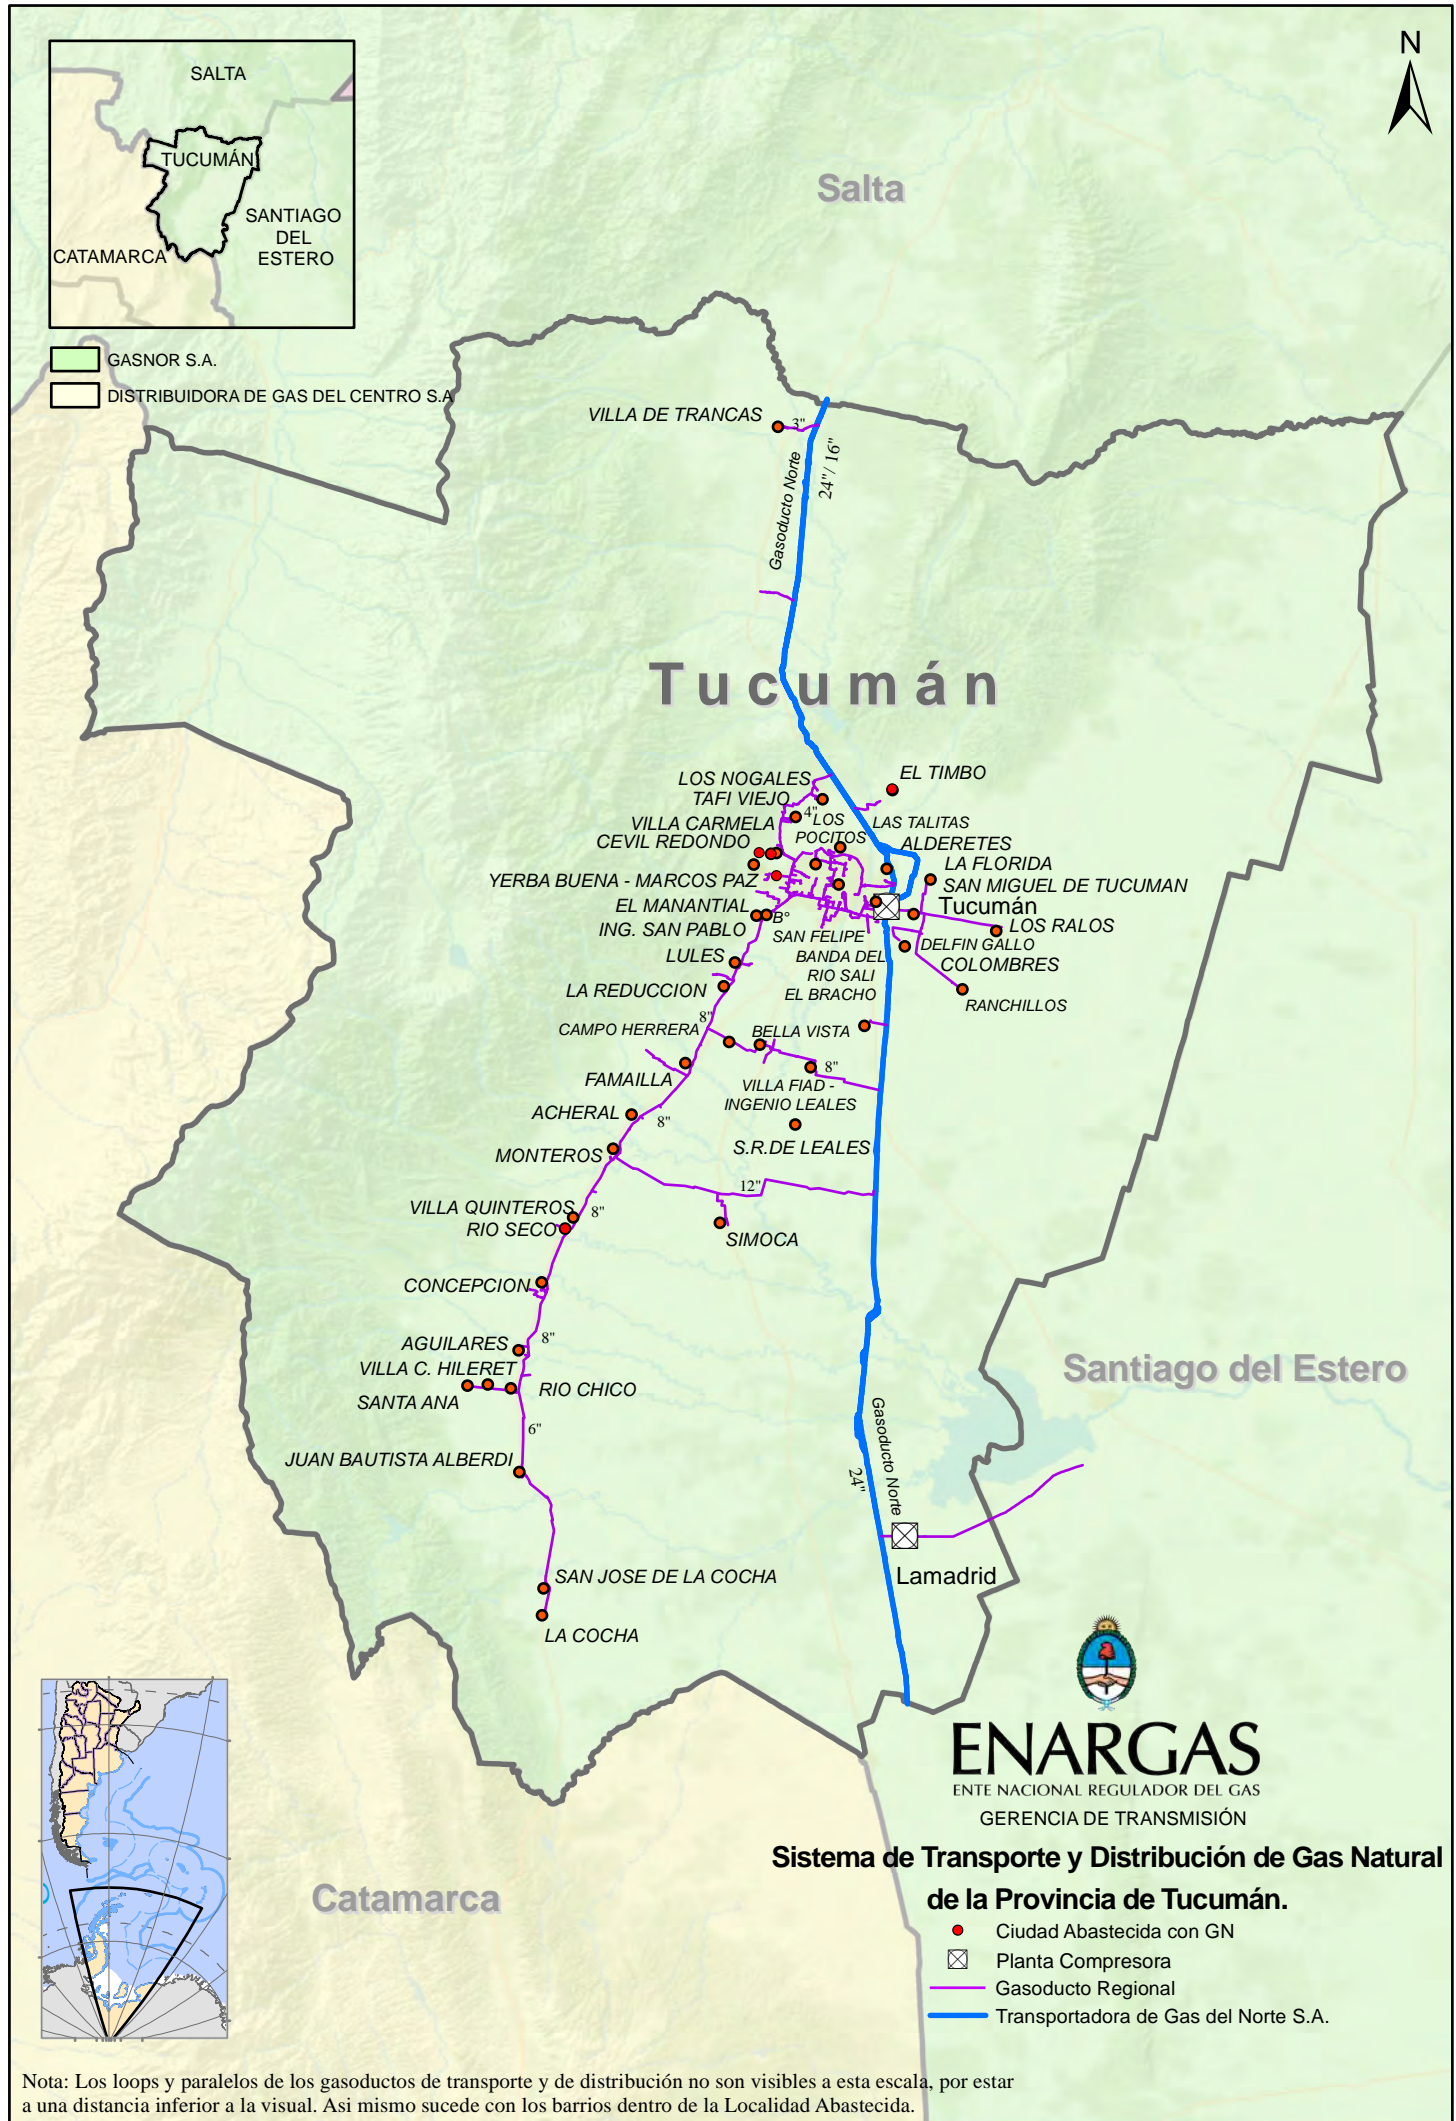 N
SALTA
TUCUMÁN
SANTIAGO
DEL
ESTERO
CATAMARCA
GASNOR S.A.
DISTRIBUIDORA DE GAS DEL CENTRO S.A
Salta
VILLA DE TRANCAS
3"
Gasoducto Norte
24"/ 16"
Tucumán
LOS NOGALES
EL TIMBO
TAFI VIEJO
4"
LOS
POCITOS
LAS TALITAS
VILLA CARMELA
CEVIL REDONDO
ALDERETES
LA FLORIDA
YERBA BUENA - MARCOS PAZ
SAN MIGUEL DE TUCUMAN
Tucumán
EL MANANTIAL
ING. SAN PABLO
B°
SAN FELIPE
LOS RALOS
DELFIN GALLO
COLOMBRES
LULES
BANDA DEL
RIO SALI
EL BRACHO
LA REDUCCION
RANCHILLOS
8"
CAMPO HERRERA
BELLA VISTA
8"
FAMAILLA
VILLA FIAD -
INGENIO LEALES
ACHERAL
8"
S.R.DE LEALES
MONTEROS
12"
VILLA QUINTEROS
8"
RIO SECO
SIMOCA
CONCEPCION
8"
AGUILARES
VILLA C. HILERET
RIO CHICO
SANTA ANA
Santiago del Estero
6"
Gasoducto Norte
24"
JUAN BAUTISTA ALBERDI
Lamadrid
SAN JOSE DE LA COCHA
LA COCHA
ENARGAS
ENTE NACIONAL REGULADOR DEL GAS
GERENCIA DE TRANSMISIÓN
Sistema de Transporte y Distribución de Gas Natural
de la Provincia de Tucumán.
Catamarca
Ciudad Abastecida con GN
Planta Compresora
Gasoducto Regional
Transportadora de Gas del Norte S.A.
Nota: Los loops y paralelos de los gasoductos de transporte y de distribución no son visibles a esta escala, por estar
a una distancia inferior a la visual. Asi mismo sucede con los barrios dentro de la Localidad Abastecida.